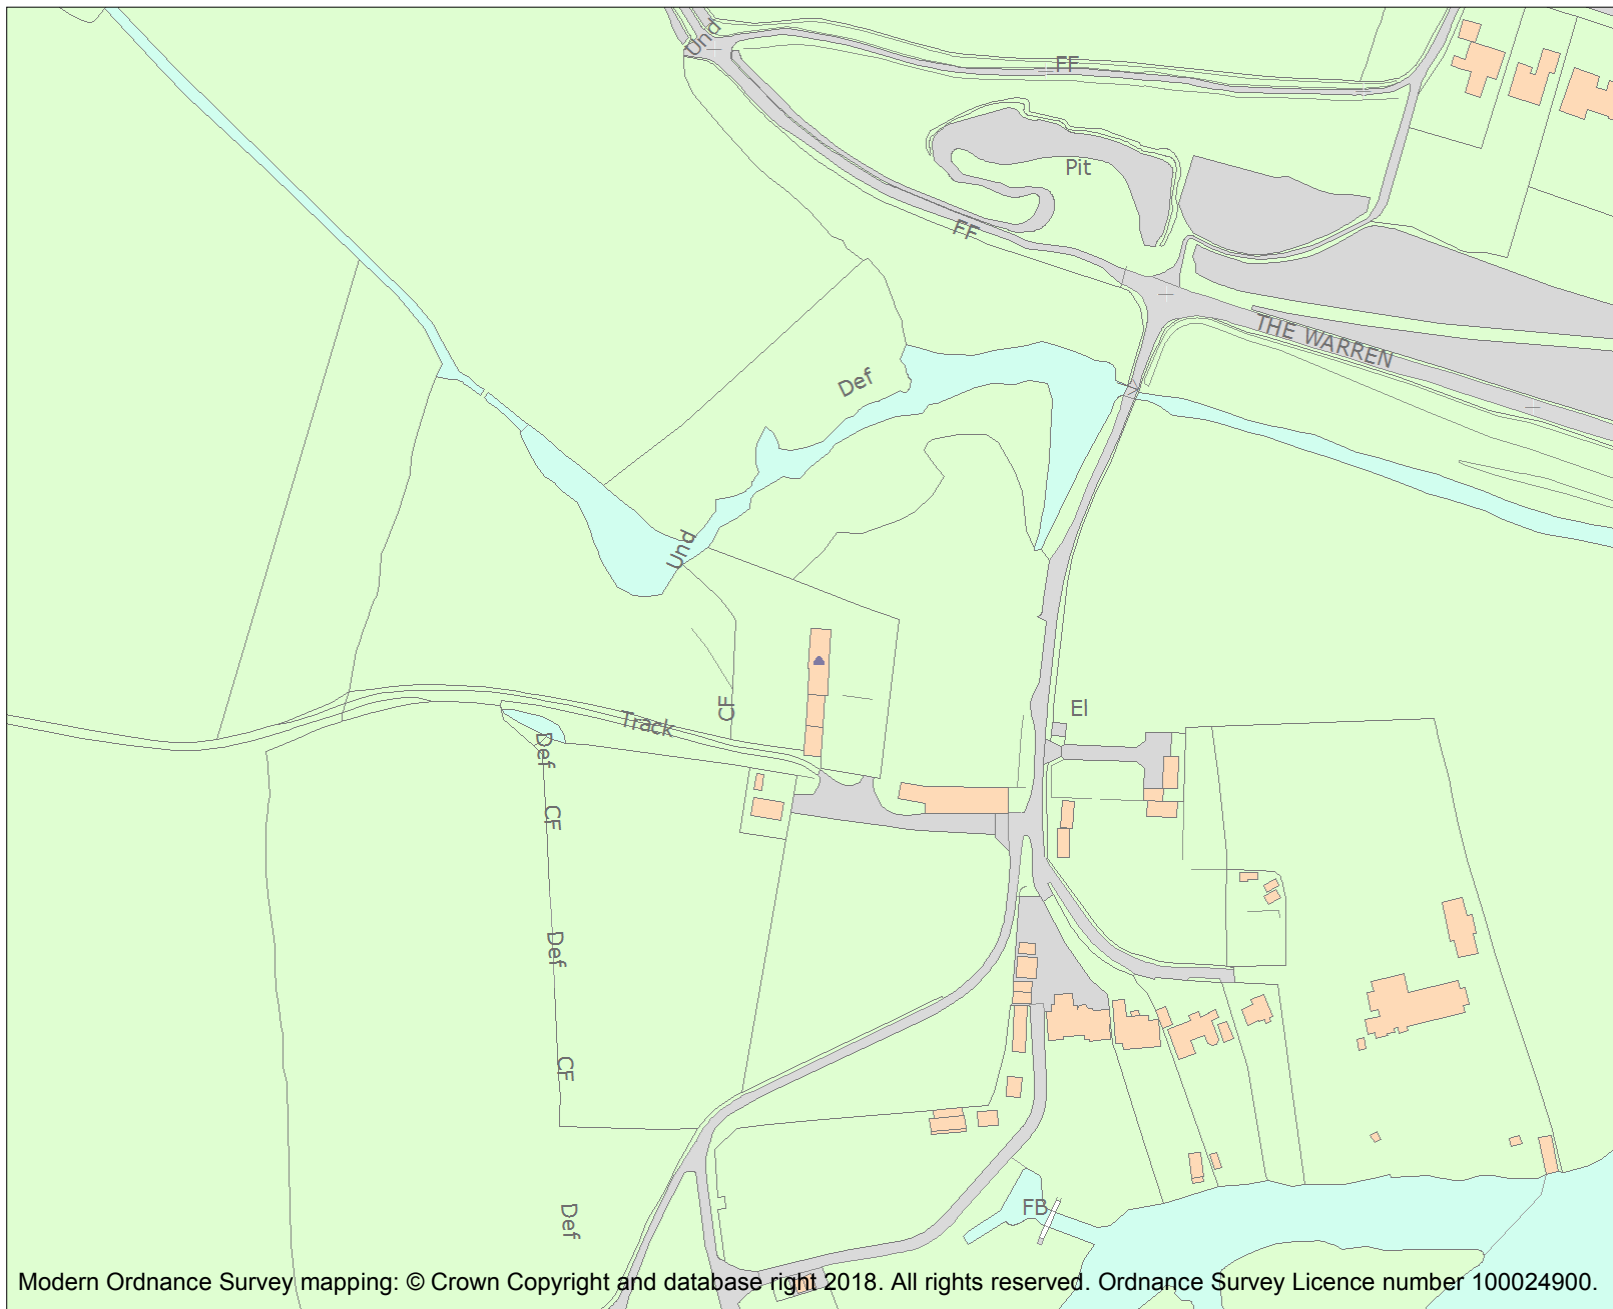 Und
FF
Pit
FF
THE WARREN
Def
Und
El
CF
Track
Def
CF
Def
CF
FB
Def
Modern Ordnance Survey mapping: © Crown Copyright and database right 2018. All rights reserved. Ordnance Survey Licence number 100024900.